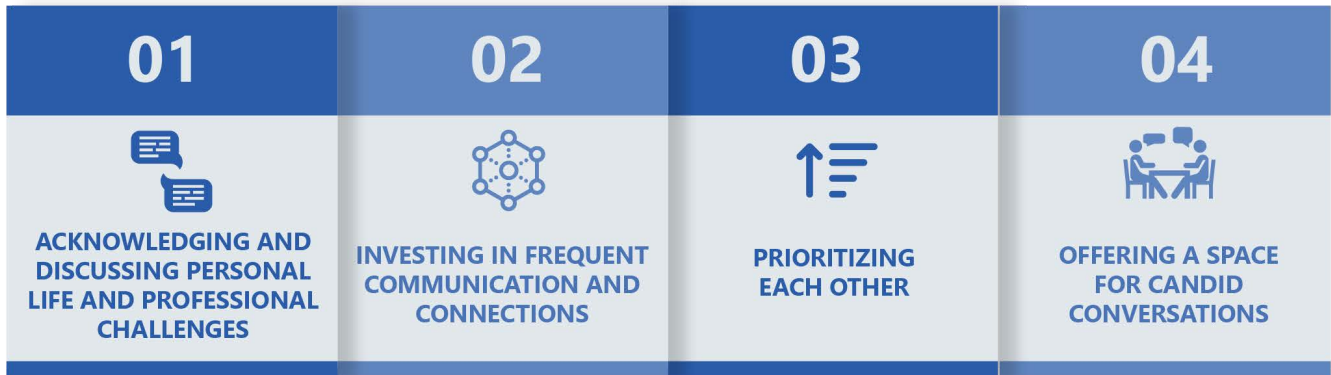 01
ACKNOWLEDGING AND
DISCUSSING PERSONAL
LIFE AND PROFESSIONAL
CHALLENGES
02
INVESTING IN FREQUENT
COMMUNICATION AND
CONNECTIONS
03
PRIORITIZING
EACH OTHER
04
OFFERING A SPACE
FOR CANDID
CONVERSATIONS